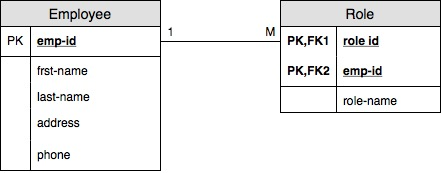 Employee
PK emp-id
frst-name
last-name
address
phone
1 M
Role
PK,FK1 role id
PK,FK2 emp-id
role-name